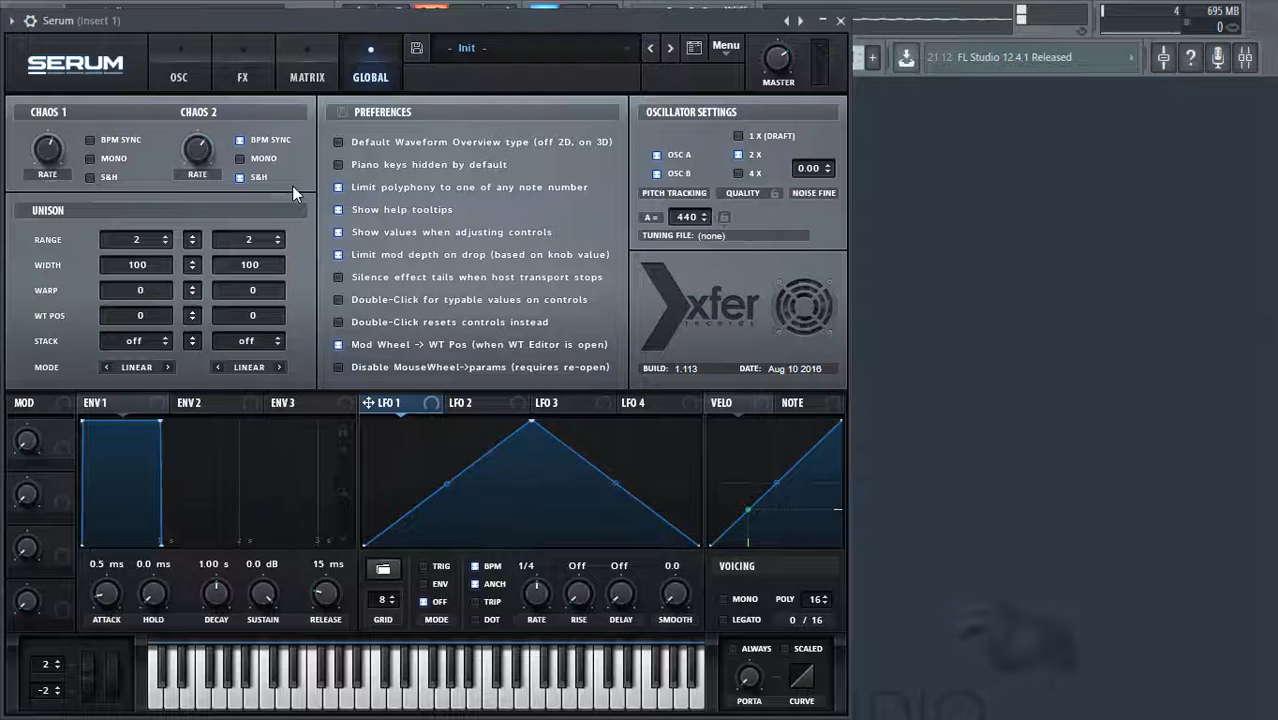 Serum (Insert 1)
4 695 MB
0
SERUM
OSC FX MATRIX GLOBAL
- Init -
Menu
MASTER
21:12 FL Studio 12.4.1 Released
CHAOS 1
CHAOS 2
RATE
BPM SYNC
MONO
S&H
RATE
BPM SYNC
MONO
S&H
UNISON
RANGE 2 2
WIDTH 100 100
WARP 0 0
WT POS 0 0
STACK off off
MODE LINEAR LINEAR
PREFERENCES
Default Waveform Overview type (off 2D, on 3D)
Piano keys hidden by default
Limit polyphony to one of any note number
Show help tooltips
Show values when adjusting controls
Limit mod depth on drop (based on knob value)
Silence effect tails when host transport stops
Double-Click for typable values on controls
Double-Click resets controls instead
Mod Wheel -> WT Pos (when WT Editor is open)
Disable MouseWheel->params (requires re-open)
OSCILLATOR SETTINGS
OSC A
OSC B
PITCH TRACKING
1 X (DRAFT)
2 X
4 X
QUALITY
0.00
NOISE FINE
A = 440
TUNING FILE: (none)
xfer
records
BUILD: 1.113 DATE: Aug 10 2016
MOD ENV 1 ENV 2 ENV 3 LFO 1 LFO 2 LFO 3 LFO 4 VELO NOTE
s s s
0.5 ms 0.0 ms 1.00 s 0.0 dB 15 ms
ATTACK HOLD DECAY SUSTAIN RELEASE
8
GRID
TRIG
ENV
OFF
MODE
BPM
ANCH
TRIP
DOT
1/4 Off Off 0.0
RATE RISE DELAY SMOOTH
VOICING
MONO POLY 16
LEGATO 0 / 16
2
-2
ALWAYS SCALED
PORTA CURVE